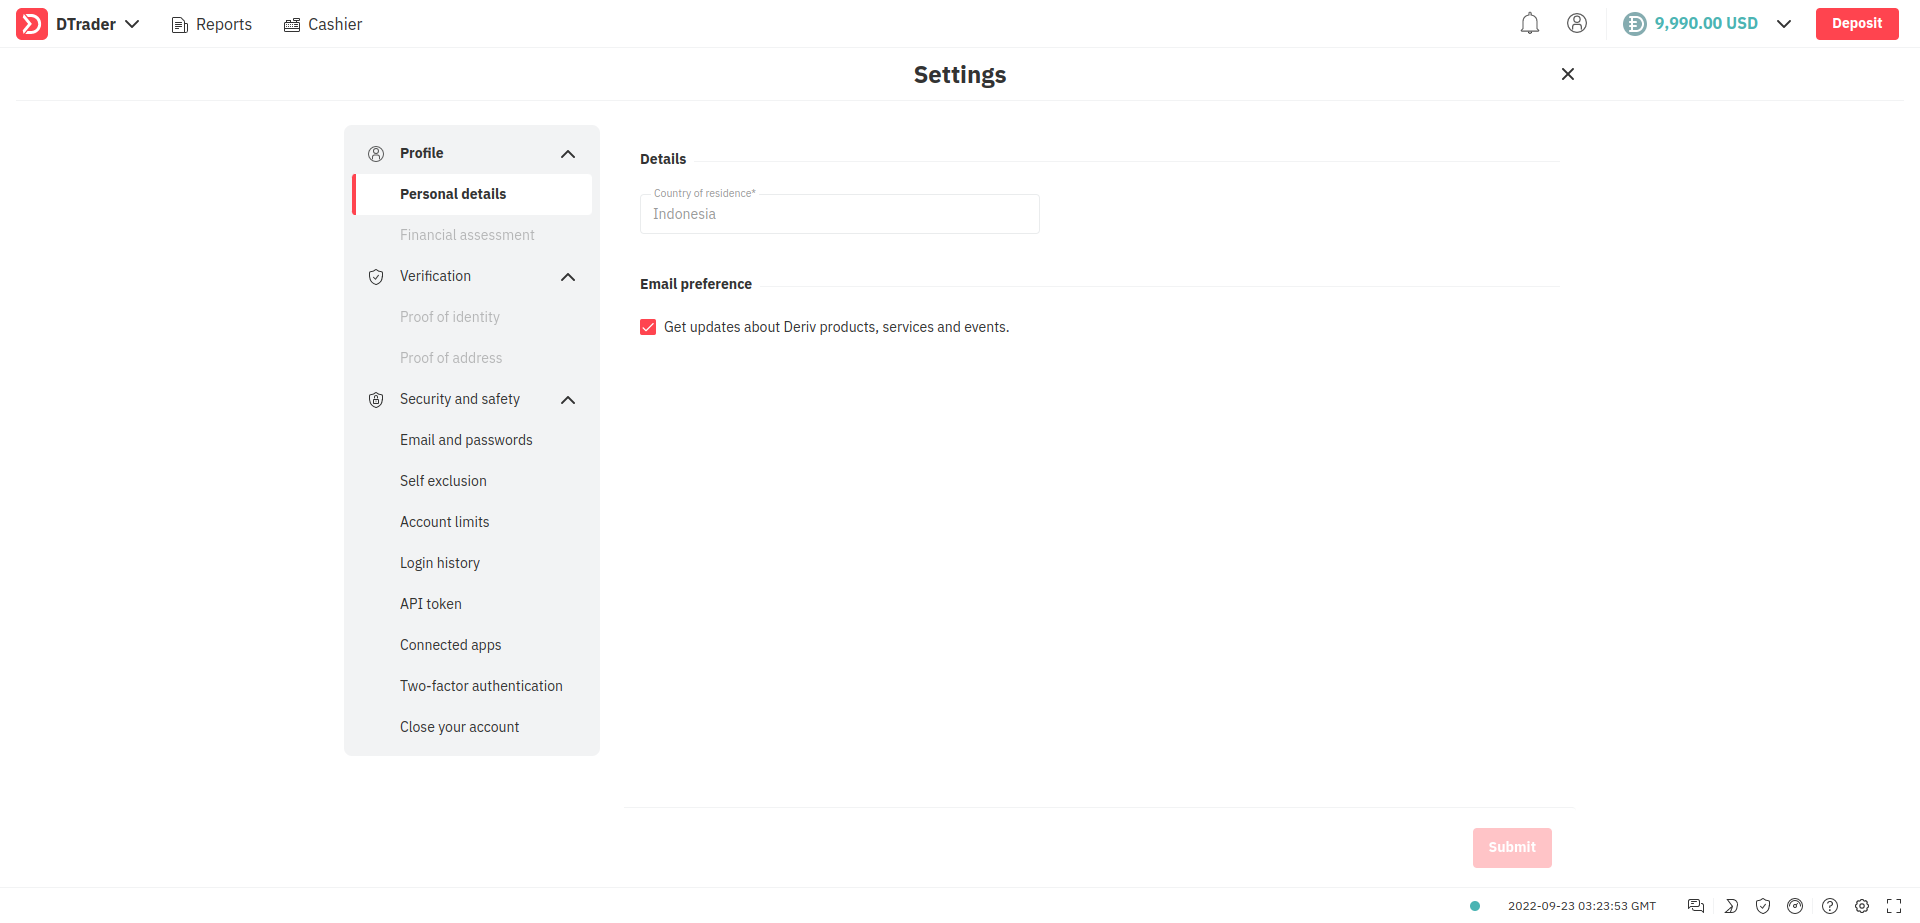 DTrader Reports Cashier 9,990.00 USD Deposit
Settings
Profile
Personal details
Financial assessment
Verification
Proof of identity
Proof of address
Security and safety
Email and passwords
Self exclusion
Account limits
Login history
API token
Connected apps
Two-factor authentication
Close your account
Details
Country of residence*
Indonesia
Email preference
Get updates about Deriv products, services and events.
Submit
2022-09-23 03:23:53 GMT